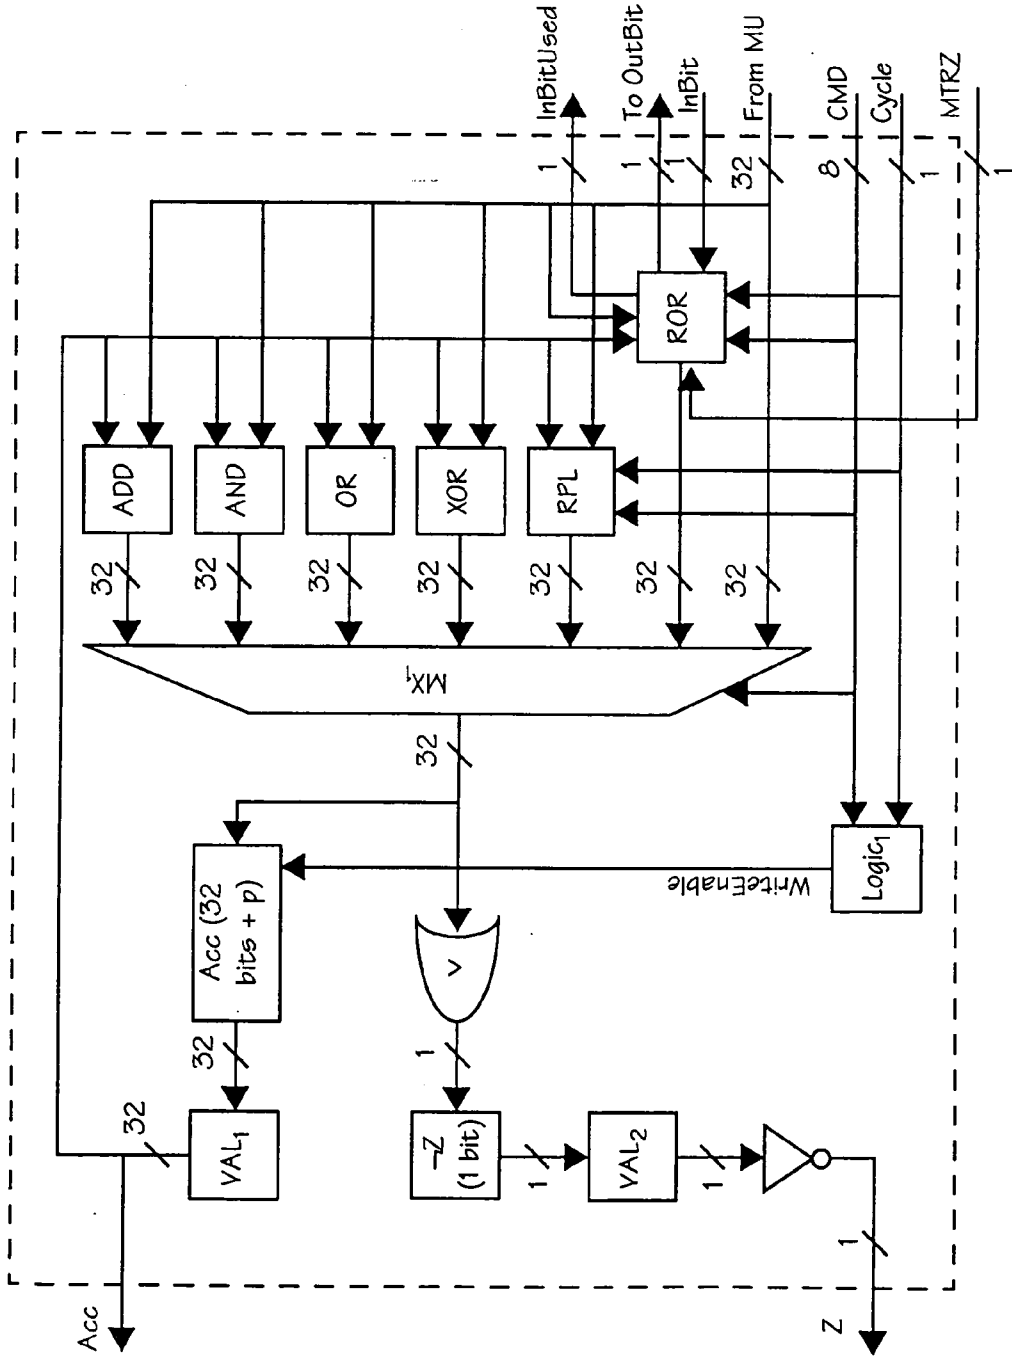 InBitUsed
To OutBit
InBit
From MU
CMD
Cycle
MTRZ
1
1
1
32
8
1
1
ADD
AND
OR
XOR
RPL
ROR
32
32
32
32
32
32
32
MX₁
32
Acc (32
bits + p)
WriteEnable
Logic₁
V
32
1
32
VAL₁
¬Z
(1 bit)
1
VAL₂
1
1
Acc
Z